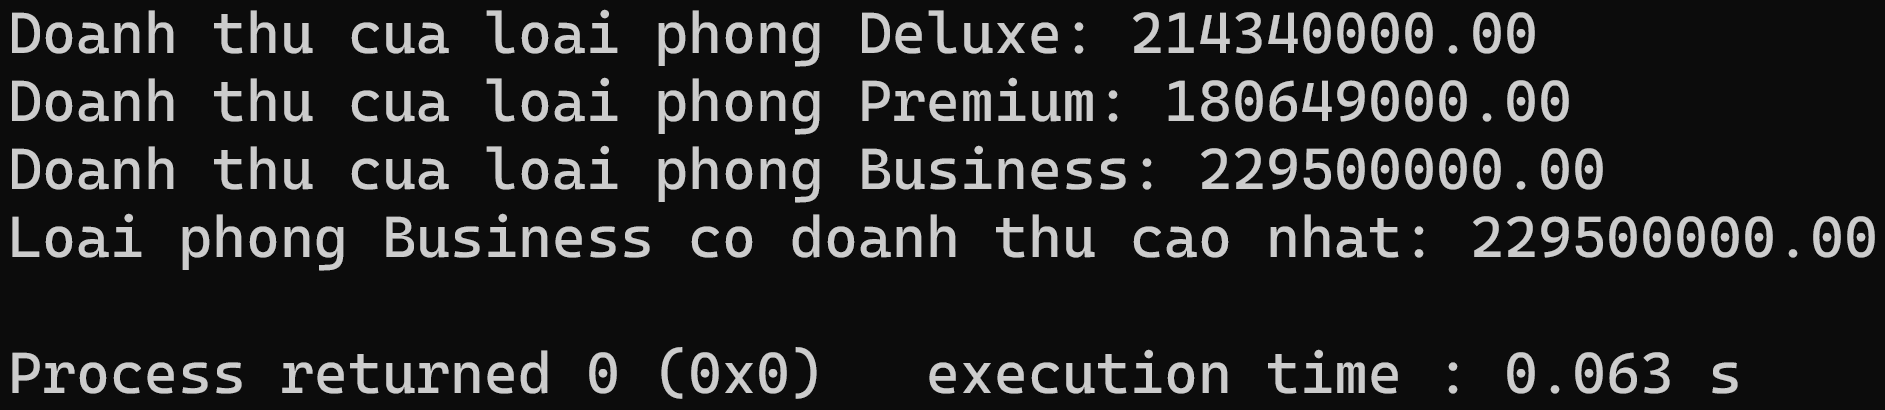 Doanh thu cua loai phong Deluxe: 214340000.00
Doanh thu cua loai phong Premium: 180649000.00
Doanh thu cua loai phong Business: 229500000.00
Loai phong Business co doanh thu cao nhat: 229500000.00
Process returned 0 (0x0)   execution time : 0.063 s